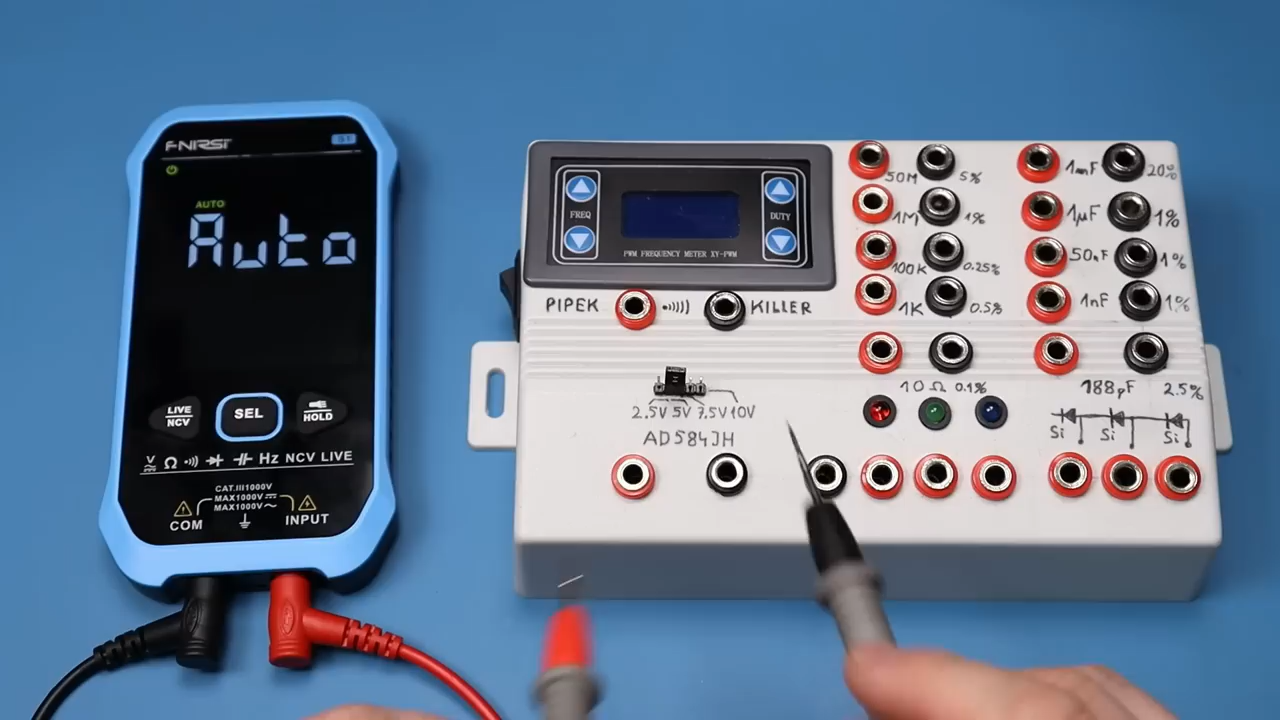 FNIRSI
S1
AUTO
Auto
LIVE
NCV
SEL
HOLD
V Ω Hz NCV LIVE
CAT.III1000V
MAX1000V
MAX1000V
COM
INPUT
FREQ
DUTY
PWM FREQUENCY METER XY-PWM
PIPEK
KILLER
2.5V 5V 7.5V 10V
AD584JH
50M 5%
1M 1%
100K 0.25%
1K 0.5%
10Ω 0.1%
1mF 20%
1µF 1%
50nF 1%
1nF 1%
188pF 2.5%
Si Si Si